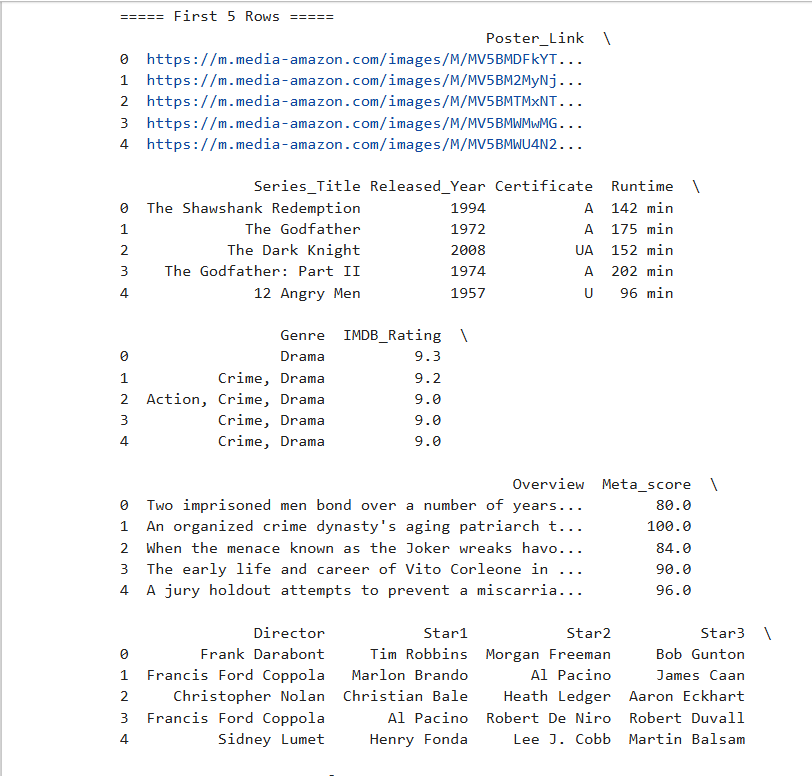 ===== First 5 Rows =====
Poster_Link \
0 https://m.media-amazon.com/images/M/MV5BMDFkYT...
1 https://m.media-amazon.com/images/M/MV5BM2MyNj...
2 https://m.media-amazon.com/images/M/MV5BMTMxNT...
3 https://m.media-amazon.com/images/M/MV5BMWMwMG...
4 https://m.media-amazon.com/images/M/MV5BMWU4N2...
Series_Title Released_Year Certificate Runtime \
0 The Shawshank Redemption 1994 A 142 min
1 The Godfather 1972 A 175 min
2 The Dark Knight 2008 UA 152 min
3 The Godfather: Part II 1974 A 202 min
4 12 Angry Men 1957 U 96 min
Genre IMDB_Rating \
0 Drama 9.3
1 Crime, Drama 9.2
2 Action, Crime, Drama 9.0
3 Crime, Drama 9.0
4 Crime, Drama 9.0
Overview Meta_score \
0 Two imprisoned men bond over a number of years... 80.0
1 An organized crime dynasty's aging patriarch t... 100.0
2 When the menace known as the Joker wreaks havo... 84.0
3 The early life and career of Vito Corleone in ... 90.0
4 A jury holdout attempts to prevent a miscarria... 96.0
Director Star1 Star2 Star3 \
0 Frank Darabont Tim Robbins Morgan Freeman Bob Gunton
1 Francis Ford Coppola Marlon Brando Al Pacino James Caan
2 Christopher Nolan Christian Bale Heath Ledger Aaron Eckhart
3 Francis Ford Coppola Al Pacino Robert De Niro Robert Duvall
4 Sidney Lumet Henry Fonda Lee J. Cobb Martin Balsam